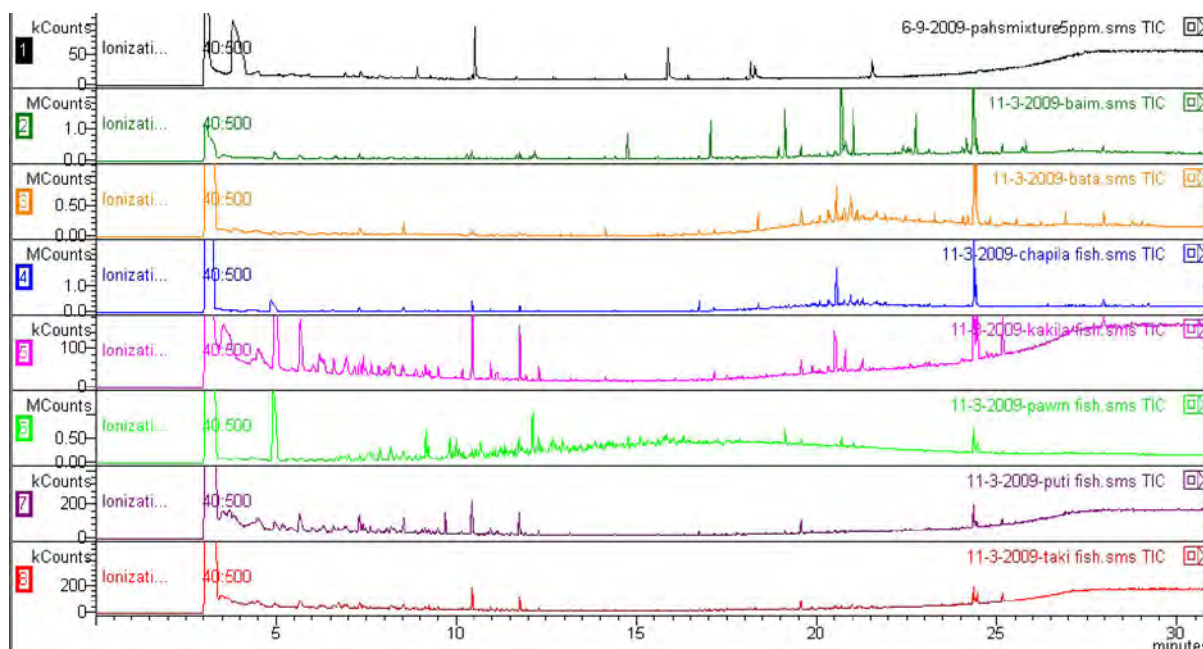 kCounts
6-9-2009-pahsmixture5ppm.sms TIC
1
Ionizati...
40:500
50
0
MCounts
11-3-2009-baim.sms TIC
2
Ionizati...
40:500
1.0
0.0
MCounts
11-3-2009-bata.sms TIC
3
Ionizati...
40:500
0.50
0.00
MCounts
11-3-2009-chapila fish.sms TIC
4
Ionizati...
40:500
1.0
0.0
kCounts
11-3-2009-kakila fish.sms TIC
5
Ionizati...
40:500
100
0
MCounts
11-3-2009-pawrn fish.sms TIC
6
Ionizati...
40:500
0.50
0.00
kCounts
11-3-2009-puti fish.sms TIC
7
Ionizati...
40:500
200
0
kCounts
11-3-2009-taki fish.sms TIC
8
Ionizati...
40:500
200
0
5 10 15 20 25 30
minutes